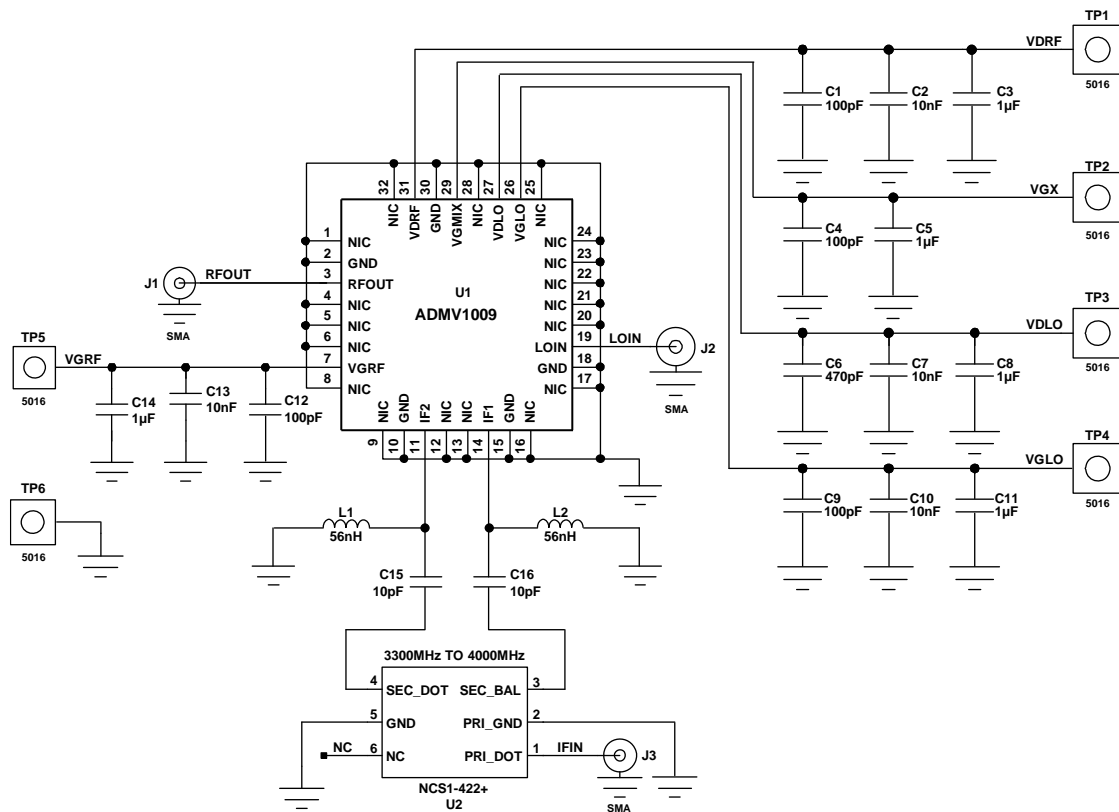 TP1
VDRF
5016
C1
100pF
C2
10nF
C3
1µF
TP2
VGX
5016
C4
100pF
C5
1µF
TP3
VDLO
5016
C6
470pF
C7
10nF
C8
1µF
TP4
VGLO
5016
C9
100pF
C10
10nF
C11
1µF
32 31 30 29 28 27 26 25
NIC VDRF GND VGMIX NIC VDLO VGLO NIC
1 NIC
2 GND
3 RFOUT
4 NIC
5 NIC
6 NIC
7 VGRF
8 NIC
U1
ADMV1009
NIC 24
NIC 23
NIC 22
NIC 21
NIC 20
LOIN 19
GND 18
NIC 17
NIC GND IF2 NIC NIC IF1 GND NIC
9 10 11 12 13 14 15 16
J1
RFOUT
SMA
LOIN
J2
SMA
TP5
VGRF
5016
C14
1µF
C13
10nF
C12
100pF
TP6
5016
L1
56nH
L2
56nH
C15
10pF
C16
10pF
3300MHz TO 4000MHz
4 SEC_DOT SEC_BAL 3
5 GND PRI_GND 2
NC 6 NC PRI_DOT 1 IFIN
J3
SMA
NCS1-422+
U2